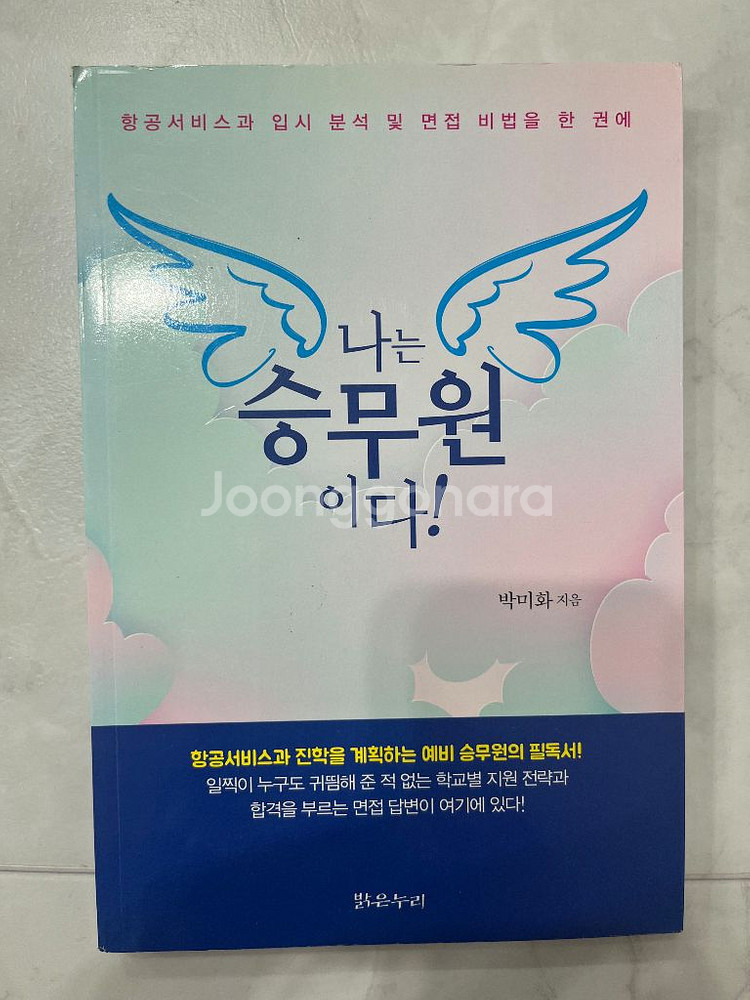 항공서비스과 입시 분석 및 면접 비법을 한 권에
나는
승무원
이다!
Joonggonara
박미화 지음
항공서비스과 진학을 계획하는 예비 승무원의 필독서!
일찍이 누구도 귀띔해 준 적 없는 학교별 지원 전략과
합격을 부르는 면접 답변이 여기에 있다!
밝은누리